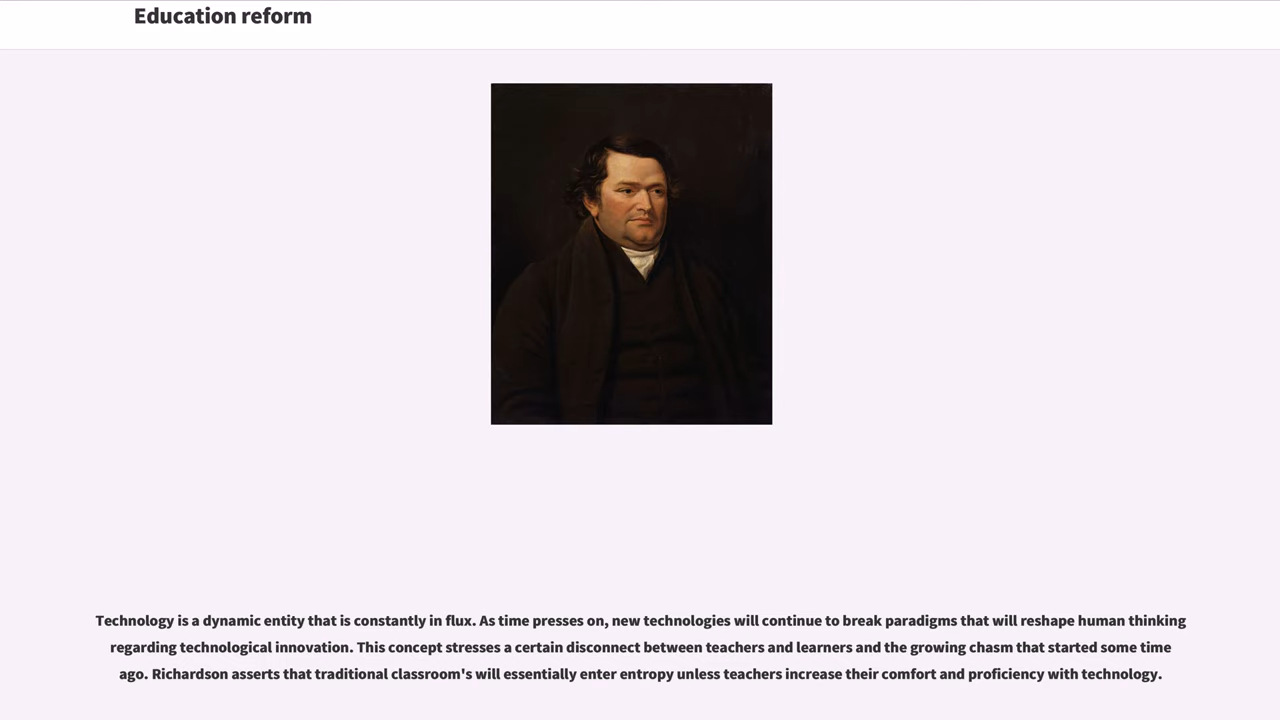 Education reform
Technology is a dynamic entity that is constantly in flux. As time presses on, new technologies will continue to break paradigms that will reshape human thinking
regarding technological innovation. This concept stresses a certain disconnect between teachers and learners and the growing chasm that started some time
ago. Richardson asserts that traditional classroom's will essentially enter entropy unless teachers increase their comfort and proficiency with technology.